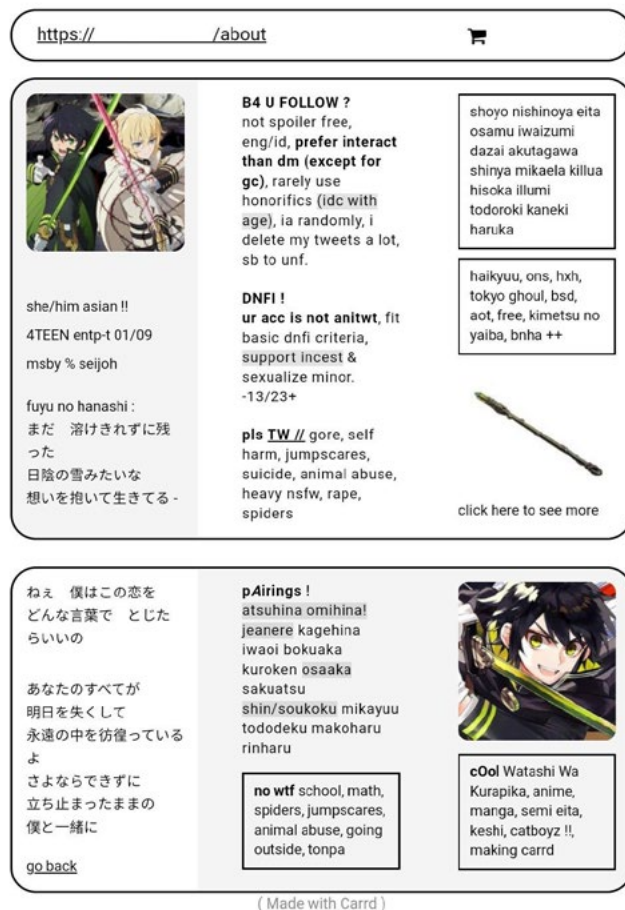 https:// /about
she/him asian !!
4TEEN entp-t 01/09
msby % seijoh
fuyu no hanashi :
まだ　溶けきれずに残
った
日陰の雪みたいな
想いを抱いて生きてる -
B4 U FOLLOW ?
not spoiler free,
eng/id, prefer interact
than dm (except for
gc), rarely use
honorifics (idc with
age), ia randomly, i
delete my tweets a lot,
sb to unf.
DNFI !
ur acc is not anitwt, fit
basic dnfi criteria,
support incest &
sexualize minor.
-13/23+
pls TW // gore, self
harm, jumpscares,
suicide, animal abuse,
heavy nsfw, rape,
spiders
shoyo nishinoya eita
osamu iwaizumi
dazai akutagawa
shinya mikaela killua
hisoka illumi
todoroki kaneki
haruka
haikyuu, ons, hxh,
tokyo ghoul, bsd,
aot, free, kimetsu no
yaiba, bnha ++
click here to see more
ねぇ　僕はこの恋を
どんな言葉で　とじた
らいいの
あなたのすべてが
明日を失くして
永遠の中を彷徨っている
よ
さよならできずに
立ち止まったままの
僕と一緒に
go back
pAirings !
atsuhina omihina!
jeanere kagehina
iwaoi bokuaka
kuroken osaaka
sakuatsu
shin/soukoku mikayuu
tododeku makoharu
rinharu
no wtf school, math,
spiders, jumpscares,
animal abuse, going
outside, tonpa
cOol Watashi Wa
Kurapika, anime,
manga, semi eita,
keshi, catboyz !!,
making carrd
( Made with Carrd )